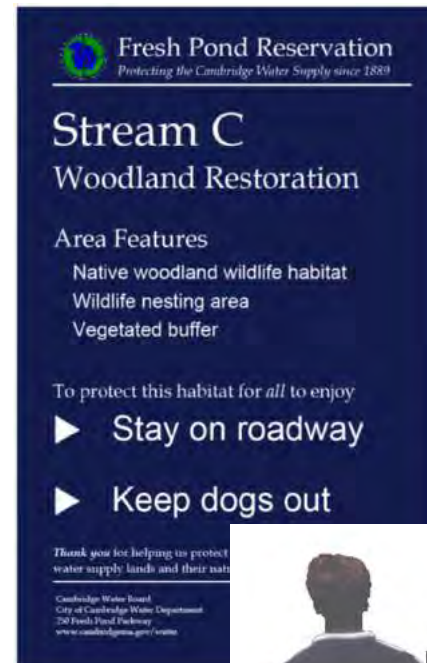 Fresh Pond Reservation
Protecting the Cambridge Water Supply since 1889
Stream C
Woodland Restoration
Area Features
Native woodland wildlife habitat
Wildlife nesting area
Vegetated buffer
To protect this habitat for all to enjoy
Stay on roadway
Keep dogs out
Thank you for helping us protect
water supply lands and their
Cambridge Water Board
City of Cambridge Water Department
250 Fresh Pond Parkway
www.cambridgema.gov/water